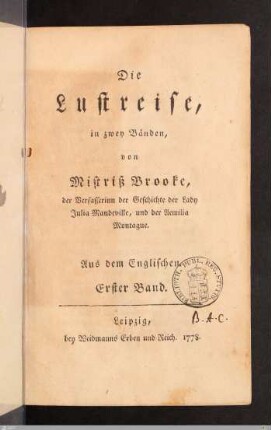 Die
Lustreise,
in zwey Bänden,
von
Mistriß Brooke,
der Verfasserinn der Geschichte der Lady
Julia Mandeville, und der Aemilia
Montague.
Aus dem Englischen.
Erster Band.
B.A.C.
Leipzig,
bey Weidmanns Erben und Reich. 1778.